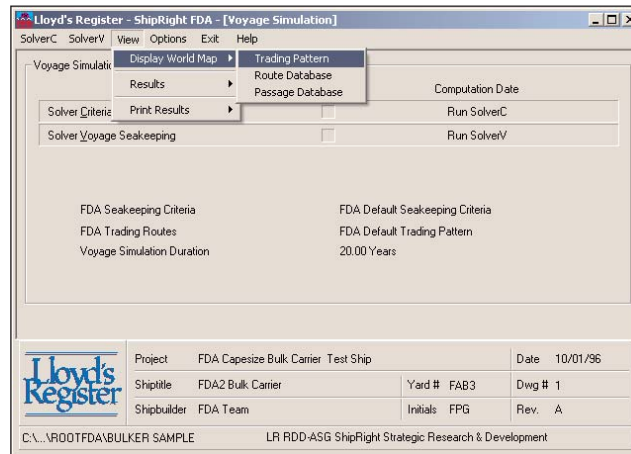 Lloyd's Register - ShipRight FDA - [Voyage Simulation]
SolverC SolverV View Options Exit Help
Display World Map Trading Pattern
Route Database
Results
Passage Database
Print Results
Voyage
Computation Date
Solver Criteria Run SolverC
Solver Voyage Seakeeping Run SolverV
FDA Seakeeping Criteria FDA Default Seakeeping Criteria
FDA Trading Routes FDA Default Trading Pattern
Voyage Simulation Duration 20.00 Years
Lloyd's
Register
Project FDA Capesize Bulk Carrier Test Ship Date 10/01/96
Shiptitle FDA2 Bulk Carrier Yard # FAB3 Dwg # 1
Shipbuilder FDA Team Initials FPG Rev. A
C:\...\ROOTFDA\BULKER SAMPLE LR RDD-ASG ShipRight Strategic Research & Development